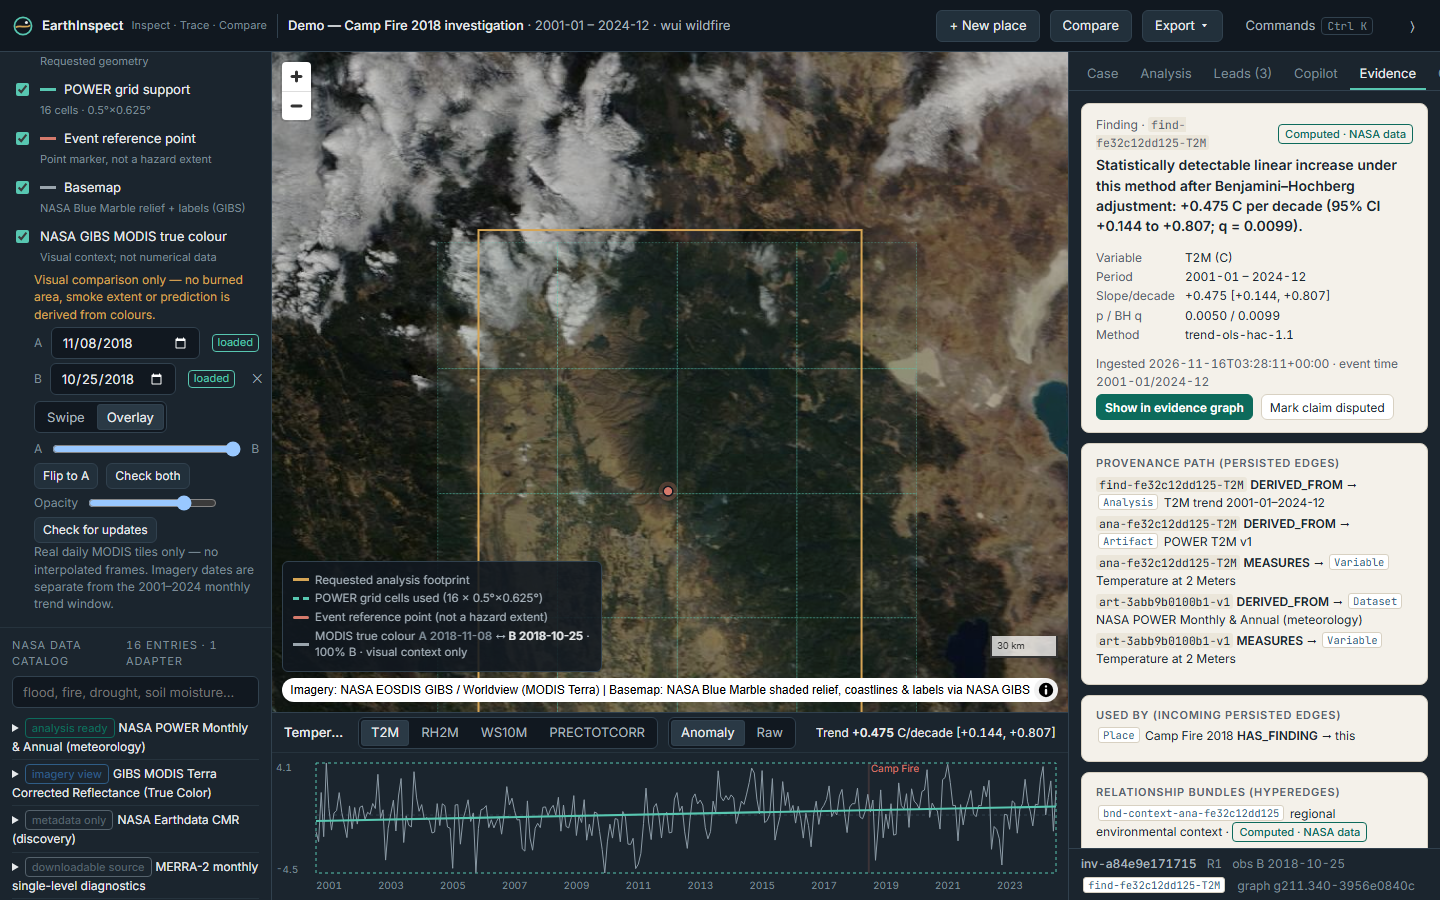 EarthInspect Inspect · Trace · Compare Demo — Camp Fire 2018 investigation · 2001-01 – 2024-12 · wui wildfire + New place Compare Export Commands Ctrl K
Requested geometry
POWER grid support
16 cells · 0.5°×0.625°
Event reference point
Point marker, not a hazard extent
Basemap
NASA Blue Marble relief + labels (GIBS)
NASA GIBS MODIS true colour
Visual context; not numerical data
Visual comparison only — no burned
area, smoke extent or prediction is
derived from colours.
A 11/08/2018 loaded
B 10/25/2018 loaded ×
Swipe Overlay
A B
Flip to A Check both
Opacity
Check for updates
Real daily MODIS tiles only — no
interpolated frames. Imagery dates are
separate from the 2001–2024 monthly
trend window.
NASA DATA
CATALOG
16 ENTRIES · 1
ADAPTER
flood, fire, drought, soil moisture...
analysis ready NASA POWER Monthly
& Annual (meteorology)
imagery view GIBS MODIS Terra
Corrected Reflectance (True Color)
metadata only NASA Earthdata CMR
(discovery)
downloadable source MERRA-2 monthly
single-level diagnostics
+
−
Requested analysis footprint
POWER grid cells used (16 × 0.5°×0.625°)
Event reference point (not a hazard extent)
MODIS true colour A 2018-11-08 ↔ B 2018-10-25 ·
100% B · visual context only
30 km
Imagery: NASA EOSDIS GIBS / Worldview (MODIS Terra) | Basemap: NASA Blue Marble shaded relief, coastlines & labels via NASA GIBS
Temper... T2M RH2M WS10M PRECTOTCORR Anomaly Raw Trend +0.475 C/decade [+0.144, +0.807]
4.1
Camp Fire
-4.5
2001 2003 2005 2007 2009 2011 2013 2015 2017 2019 2021 2023
Case Analysis Leads (3) Copilot Evidence
Finding · find-
fe32c12dd125-T2M
Computed · NASA data
Statistically detectable linear increase under
this method after Benjamini–Hochberg
adjustment: +0.475 C per decade (95% CI
+0.144 to +0.807; q = 0.0099).
Variable T2M (C)
Period 2001-01 – 2024-12
Slope/decade +0.475 [+0.144, +0.807]
p / BH q 0.0050 / 0.0099
Method trend-ols-hac-1.1
Ingested 2026-11-16T03:28:11+00:00 · event time
2001-01/2024-12
Show in evidence graph Mark claim disputed
PROVENANCE PATH (PERSISTED EDGES)
find-fe32c12dd125-T2M DERIVED_FROM →
Analysis T2M trend 2001-01–2024-12
ana-fe32c12dd125-T2M DERIVED_FROM →
Artifact POWER T2M v1
ana-fe32c12dd125-T2M MEASURES → Variable
Temperature at 2 Meters
art-3abb9b0100b1-v1 DERIVED_FROM → Dataset
NASA POWER Monthly & Annual (meteorology)
art-3abb9b0100b1-v1 MEASURES → Variable
Temperature at 2 Meters
USED BY (INCOMING PERSISTED EDGES)
Place Camp Fire 2018 HAS_FINDING → this
RELATIONSHIP BUNDLES (HYPEREDGES)
bnd-context-ana-fe32c12dd125 regional
environmental context · Computed · NASA data
inv-a84e9e171715 R1 obs B 2018-10-25
find-fe32c12dd125-T2M graph g211.340-3956e0840c